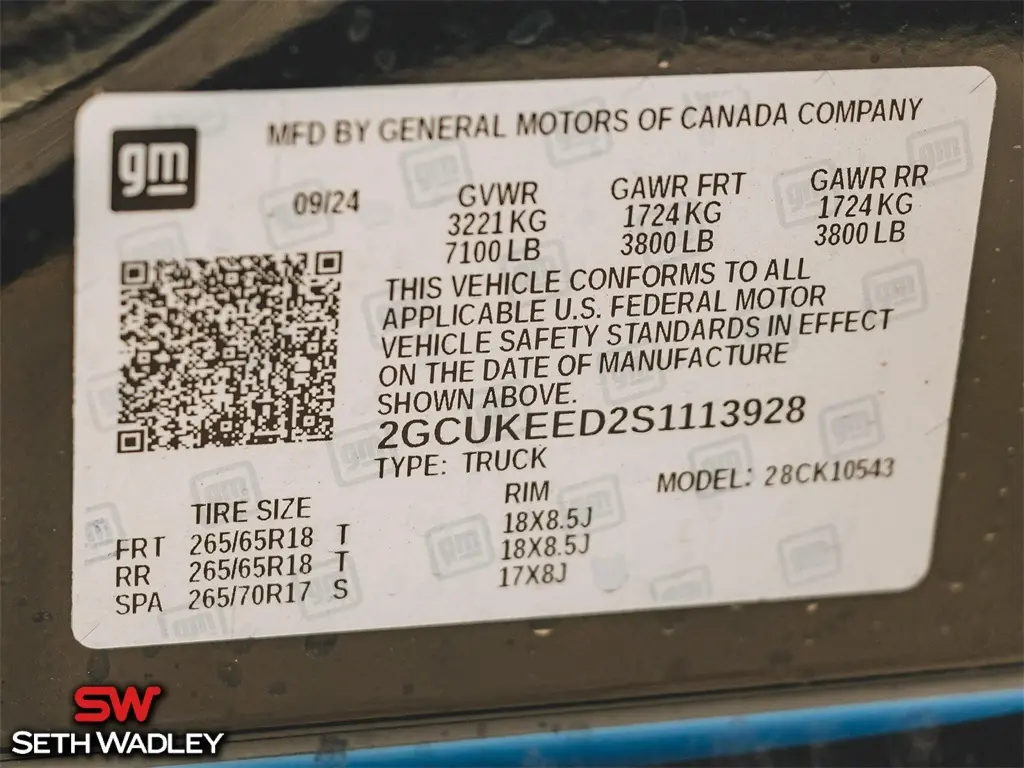 gm
MFD BY GENERAL MOTORS OF CANADA COMPANY
09/24 GVWR GAWR FRT GAWR RR
3221 KG 1724 KG 1724 KG
7100 LB 3800 LB 3800 LB
THIS VEHICLE CONFORMS TO ALL
APPLICABLE U.S. FEDERAL MOTOR
VEHICLE SAFETY STANDARDS IN EFFECT
ON THE DATE OF MANUFACTURE
SHOWN ABOVE.
2GCUKEED2S1113928
TYPE: TRUCK MODEL: 28CK10543
TIRE SIZE RIM
FRT 265/65R18 T 18X8.5J
RR 265/65R18 T 18X8.5J
SPA 265/70R17 S 17X8J
SW
SETH WADLEY